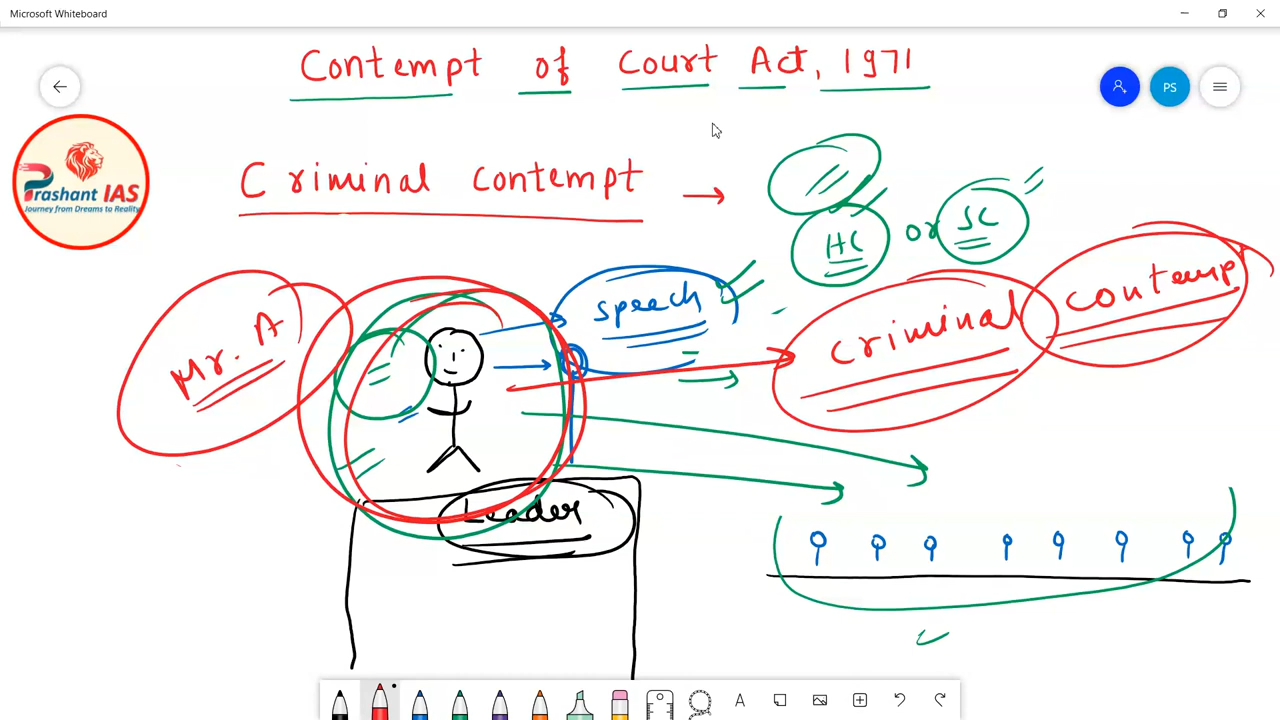 Microsoft Whiteboard
Contempt of Court Act, 1971
PS
Prashant IAS
Journey from Dreams to Reality
Criminal contempt →
HC or SC
Mr. A
speech
criminal contemp
Leader
A